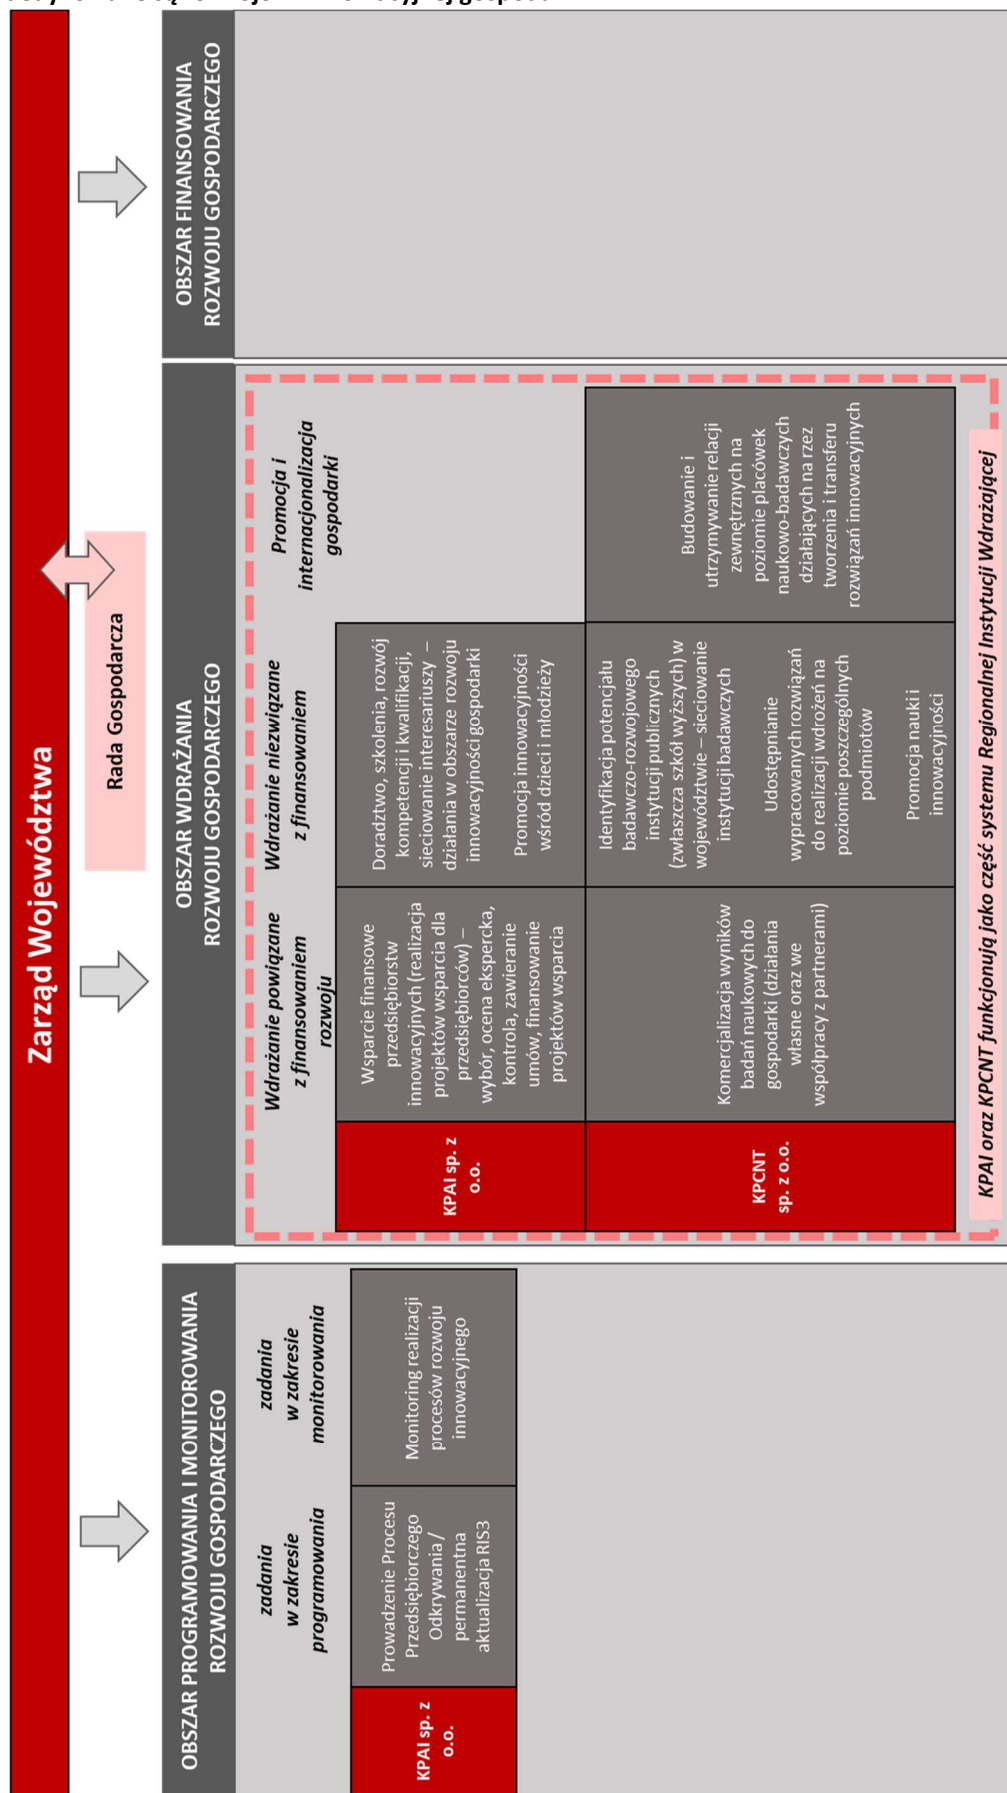 Zarząd Województwa
Rada Gospodarcza
OBSZAR PROGRAMOWANIA I MONITOROWANIA
ROZWOJU GOSPODARCZEGO
zadania
w zakresie
programowania
zadania
w zakresie
monitorowania
KPAI sp. z
o.o.
Prowadzenie Procesu
Przedsiębiorczego
Odkrywania /
permanentna
aktualizacja RIS3
Monitoring realizacji
procesów rozwoju
innowacyjnego
OBSZAR WDRAŻANIA
ROZWOJU GOSPODARCZEGO
Wdrażanie powiązane
z finansowaniem
rozwoju
Wdrażanie niezwiązane
z finansowaniem
Promocja i
internacjonalizacja
gospodarki
KPAI sp. z
o.o.
Wsparcie finansowe
przedsiębiorstw
innowacyjnych (realizacja
projektów wsparcia dla
przedsiębiorców) –
wybór, ocena ekspercka,
kontrola, zawieranie
umów, finansowanie
projektów wsparcia
Doradztwo, szkolenia, rozwój
kompetencji i kwalifikacji,
sieciowanie interesariuszy –
działania w obszarze rozwoju
innowacyjności gospodarki
Promocja innowacyjności
wśród dzieci i młodzieży
KPCNT
sp. z o.o.
Komercjalizacja wyników
badań naukowych do
gospodarki (działania
własne oraz we
współpracy z partnerami)
Identyfikacja potencjału
badawczo-rozwojowego
instytucji publicznych
(zwłaszcza szkół wyższych) w
województwie – sieciowanie
instytucji badawczych
Udostępnianie
wypracowanych rozwiązań
do realizacji wdrożeń na
poziomie poszczególnych
podmiotów
Promocja nauki i
innowacyjności
Budowanie i
utrzymywanie relacji
zewnętrznych na
poziomie placówek
naukowo-badawczych
działających na rzez
tworzenia i transferu
rozwiązań innowacyjnych
KPAI oraz KPCNT funkcjonują jako część systemu Regionalnej Instytucji Wdrażającej
OBSZAR FINANSOWANIA
ROZWOJU GOSPODARCZEGO